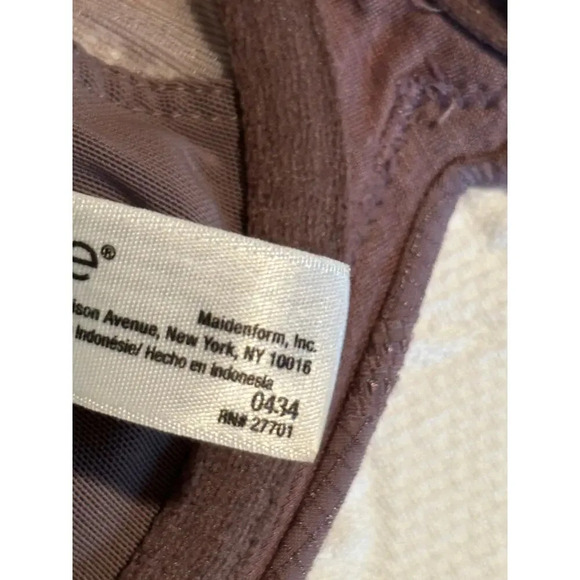 e®
Maidenform, Inc.
ison Avenue, New York, NY 10016
Indonésie/ Hecho en Indonesia
0434
RN# 27701